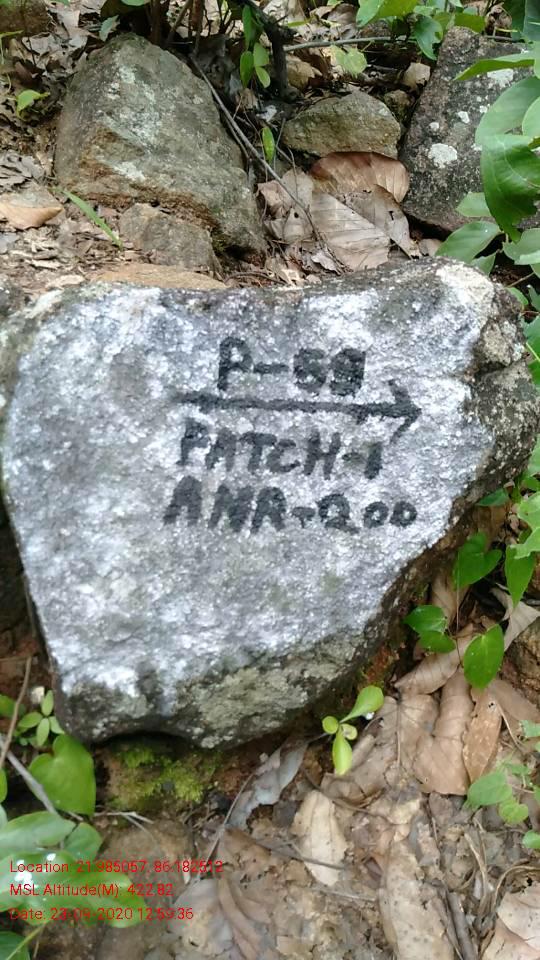 P-59
PATCH-1
ANR-200
Location: 21.985057, 86.182512
MSL Altitude(M): 422.82
Date: 23-09-2020 12:59:36